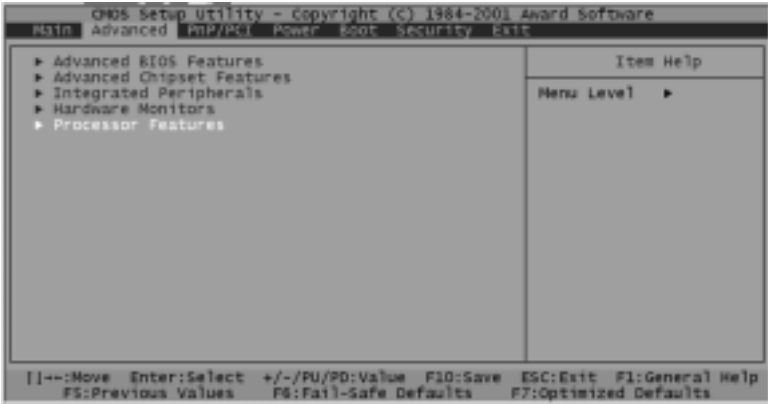 CMOS Setup Utility - Copyright (C) 1984-2001 Award Software
Main Advanced PnP/PCI Power Boot Security Exit
▶ Advanced BIOS Features
▶ Advanced Chipset Features
▶ Integrated Peripherals
▶ Hardware Monitors
▶ Processor Features
Item Help
Menu Level ▶
:Move Enter:Select +/-/PU/PD:Value F10:Save ESC:Exit F1:General Help
F5:Previous Values F6:Fail-Safe Defaults F7:Optimized Defaults